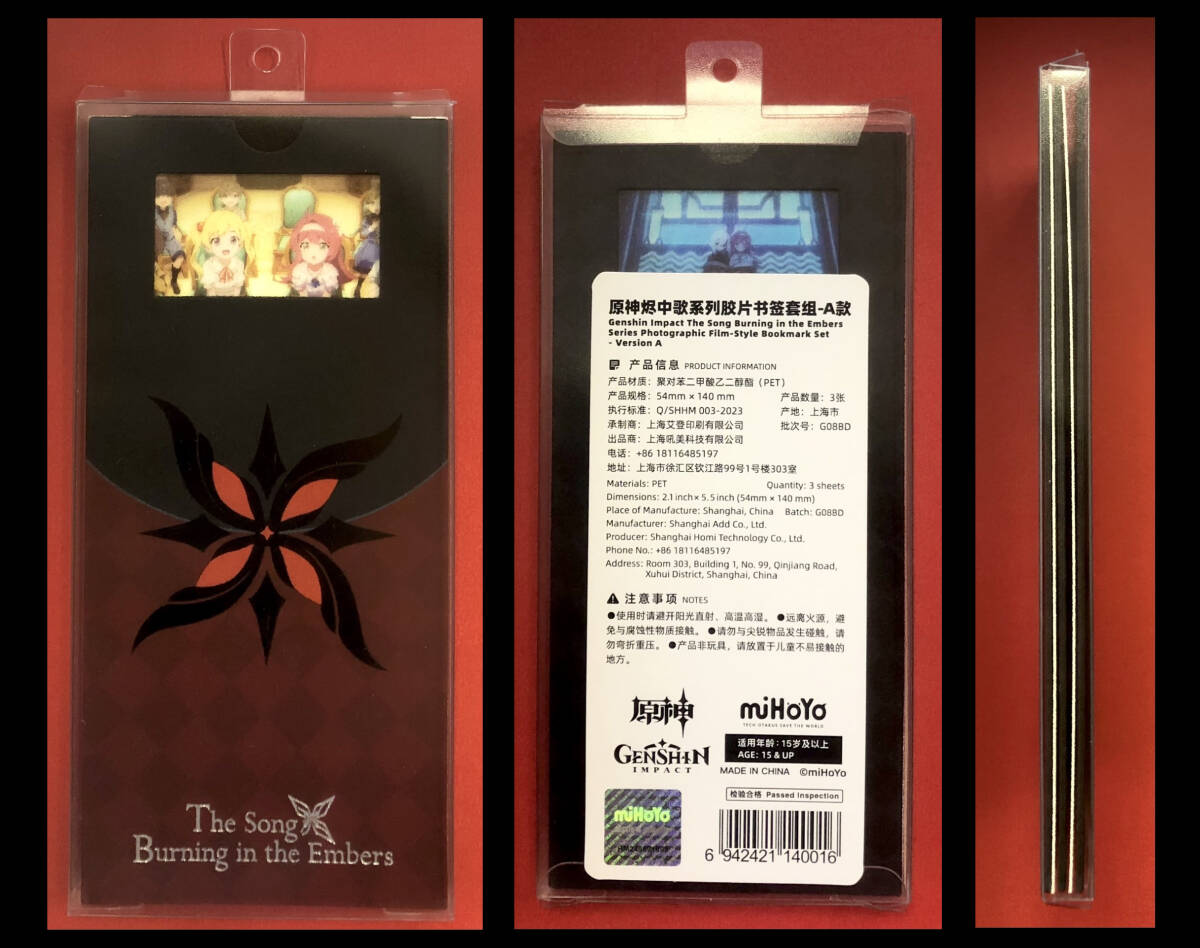 The Song
Burning in the Embers
原神烬中歌系列胶片书签套组-A款
Genshin Impact The Song Burning in the Embers
Series Photographic Film-Style Bookmark Set
- Version A
产品信息 PRODUCT INFORMATION
产品材质：聚对苯二甲酸乙二醇酯（PET）
产品规格：54mm × 140 mm 产品数量：3张
执行标准：Q/SHHM 003-2023 产地：上海市
承制商：上海艾登印刷有限公司 批次号：G08BD
出品商：上海吼美科技有限公司
电话：+86 18116485197
地址：上海市徐汇区钦江路99号1号楼303室
Materials: PET Quantity: 3 sheets
Dimensions: 2.1 inch× 5.5 inch (54mm × 140 mm)
Place of Manufacture: Shanghai, China Batch: G08BD
Manufacturer: Shanghai Add Co., Ltd.
Producer: Shanghai Homi Technology Co., Ltd.
Phone No.: +86 18116485197
Address: Room 303, Building 1, No. 99, Qinjiang Road,
Xuhui District, Shanghai, China
注意事项 NOTES
●使用时请避开阳光直射、高温高湿。 ●远离火源，避
免与腐蚀性物质接触。 ●请勿与尖锐物品发生碰触，请
勿弯折重压。 ●产品非玩具，请放置于儿童不易接触的
地方。
原神
GENSHIN
IMPACT
miHoYo
TECH OTAKUS SAVE THE WORLD
适用年龄：15岁及以上
AGE: 15 & UP
MADE IN CHINA ©miHoYo
检验合格 Passed Inspection
miHoYo
6 942421 140016